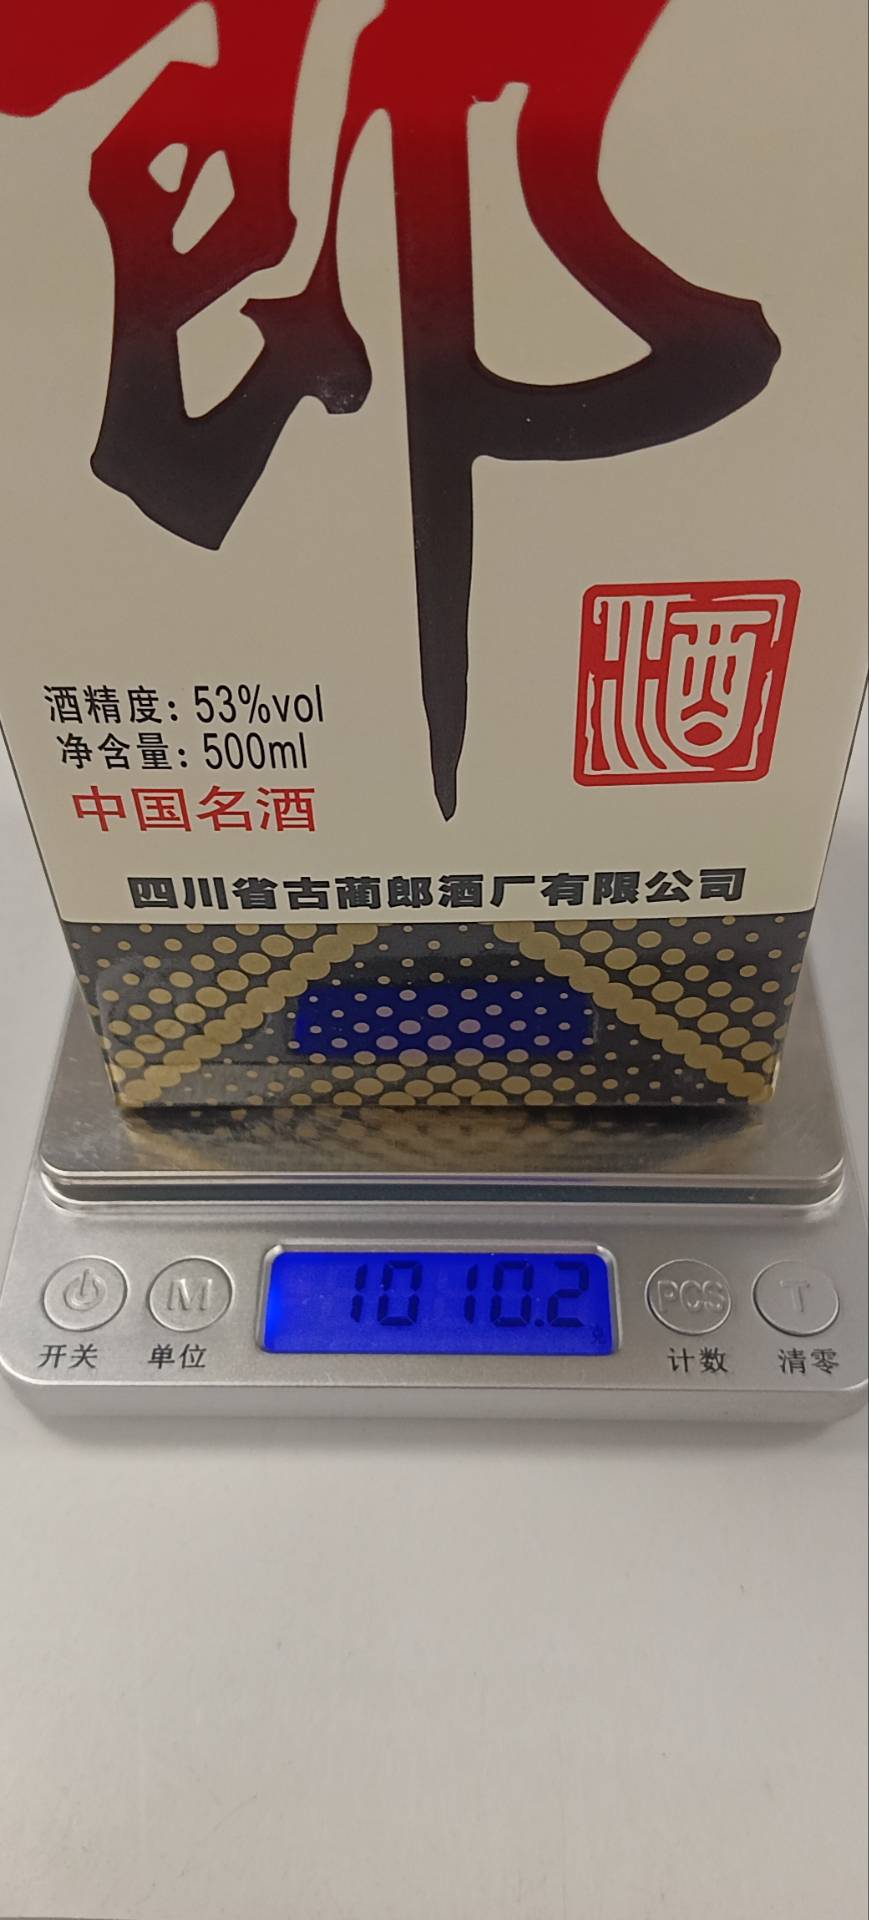 郎
酒
酒精度: 53%vol
净含量: 500ml
中国名酒
四川省古蔺郎酒厂有限公司
1010.2
M
PCS
T
开关
单位
计数
清零